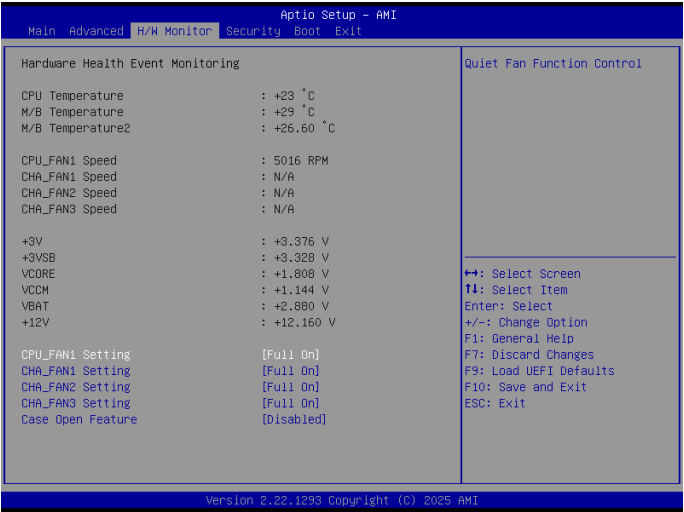 Aptio Setup - AMI
Main Advanced H/W Monitor Security Boot Exit
Hardware Health Event Monitoring
CPU Temperature : +23 °C
M/B Temperature : +29 °C
M/B Temperature2 : +26.60 °C
CPU_FAN1 Speed : 5016 RPM
CHA_FAN1 Speed : N/A
CHA_FAN2 Speed : N/A
CHA_FAN3 Speed : N/A
+3V : +3.376 V
+3VSB : +3.328 V
VCORE : +1.808 V
VCCM : +1.144 V
VBAT : +2.880 V
+12V : +12.160 V
CPU_FAN1 Setting [Full On]
CHA_FAN1 Setting [Full On]
CHA_FAN2 Setting [Full On]
CHA_FAN3 Setting [Full On]
Case Open Feature [Disabled]
Quiet Fan Function Control
↔: Select Screen
↑↓: Select Item
Enter: Select
+/-: Change Option
F1: General Help
F7: Discard Changes
F9: Load UEFI Defaults
F10: Save and Exit
ESC: Exit
Version 2.22.1293 Copyright (C) 2025 AMI